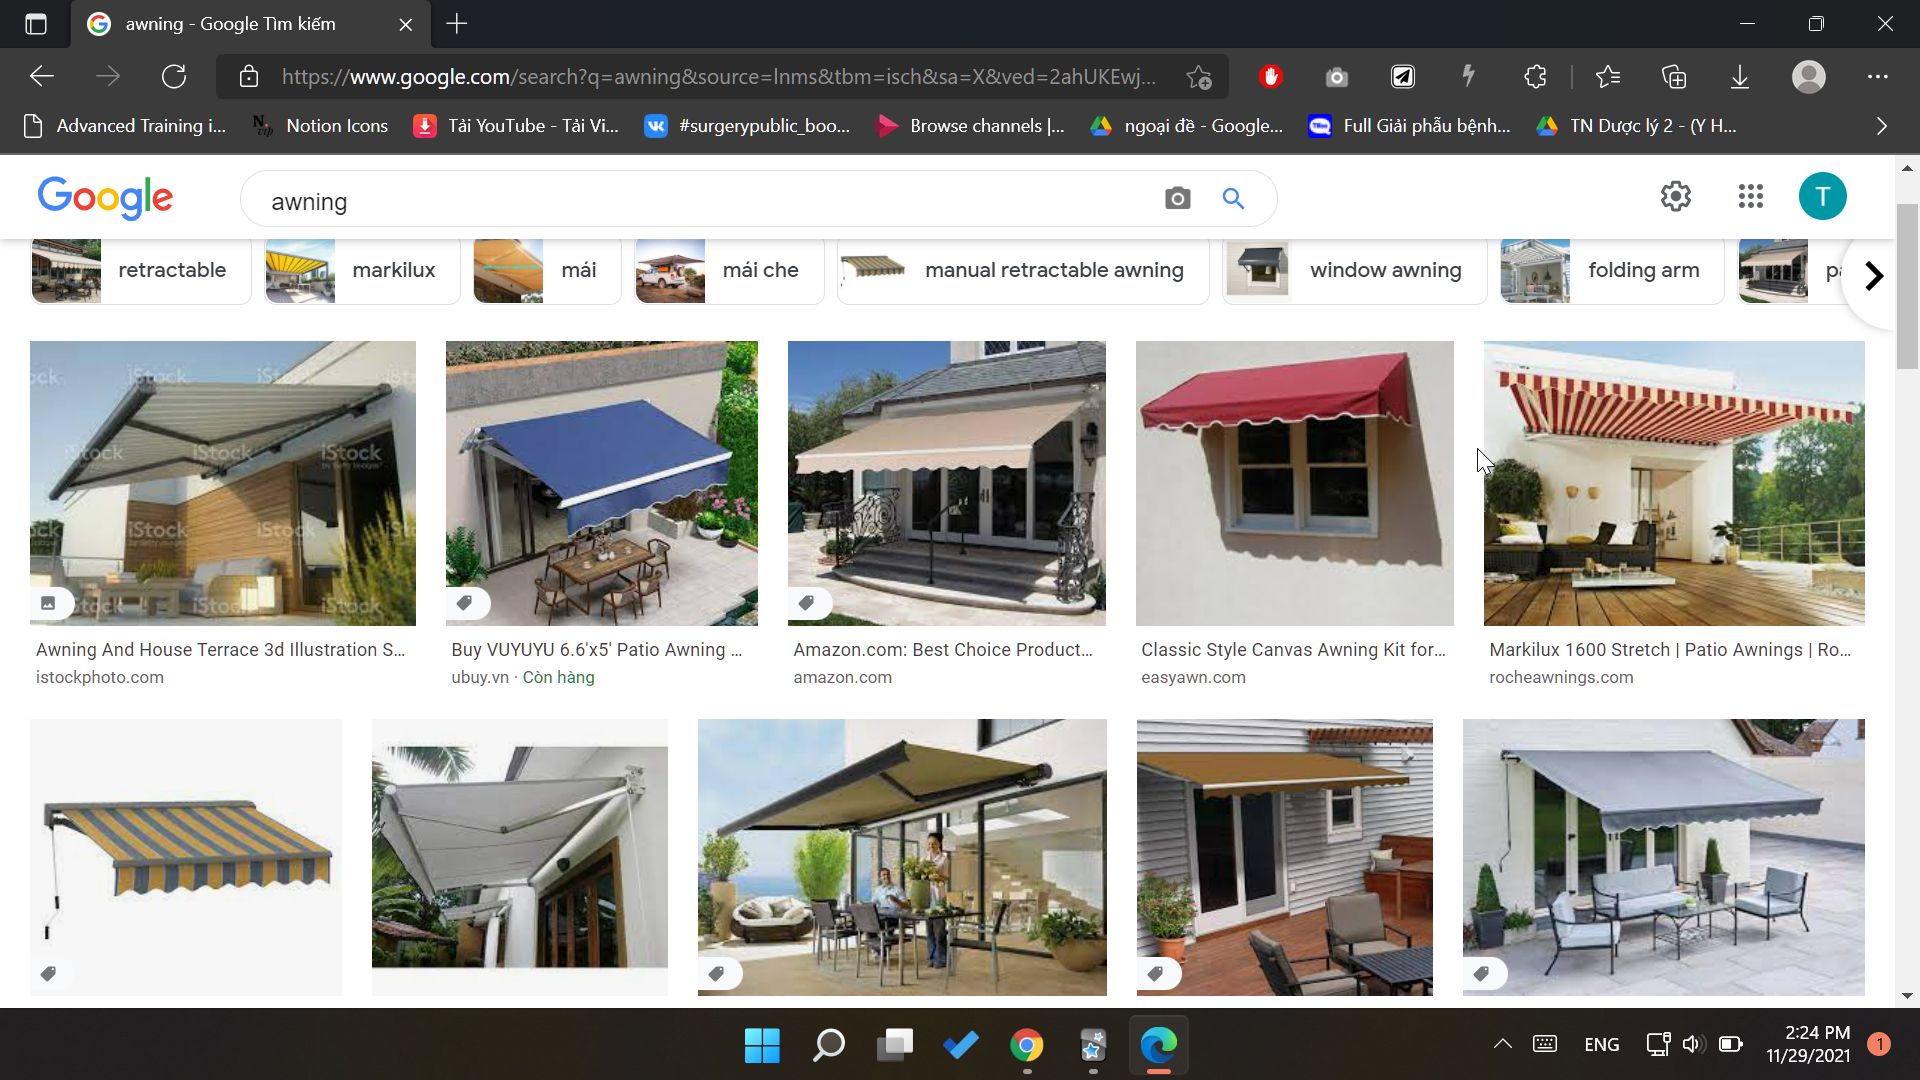 awning - Google Tìm kiếm
https://www.google.com/search?q=awning&source=lnms&tbm=isch&sa=X&ved=2ahUKEwj...
Advanced Training i... Notion Icons Tải YouTube - Tải Vi... #surgerypublic_boo... Browse channels |... ngoại đề - Google... Full Giải phẫu bệnh... TN Dược lý 2 - (Y H...
Google awning T
retractable markilux mái mái che manual retractable awning window awning folding arm
iStock iStock iStock
iStock iStock iStock
by Getty Images
iStock iStock
iStock iStock
Awning And House Terrace 3d Illustration S... Buy VUYUYU 6.6'x5' Patio Awning ... Amazon.com: Best Choice Product... Classic Style Canvas Awning Kit for... Markilux 1600 Stretch | Patio Awnings | Ro...
istockphoto.com ubuy.vn · Còn hàng amazon.com easyawn.com rocheawnings.com
ENG 2:24 PM 1
11/29/2021